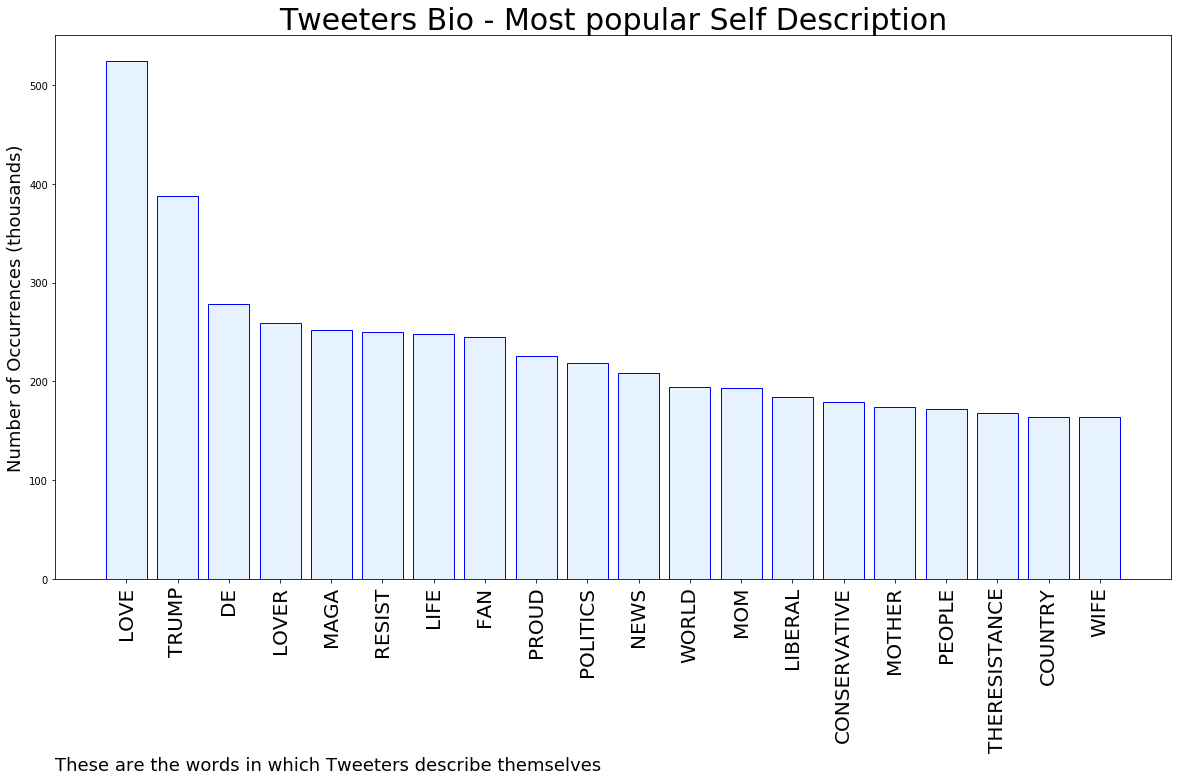 Tweeters Bio - Most popular Self Description
Number of Occurrences (thousands)
500
400
300
200
100
0
LOVE
TRUMP
DE
LOVER
MAGA
RESIST
LIFE
FAN
PROUD
POLITICS
NEWS
WORLD
MOM
LIBERAL
CONSERVATIVE
MOTHER
PEOPLE
THERESISTANCE
COUNTRY
WIFE
These are the words in which Tweeters describe themselves